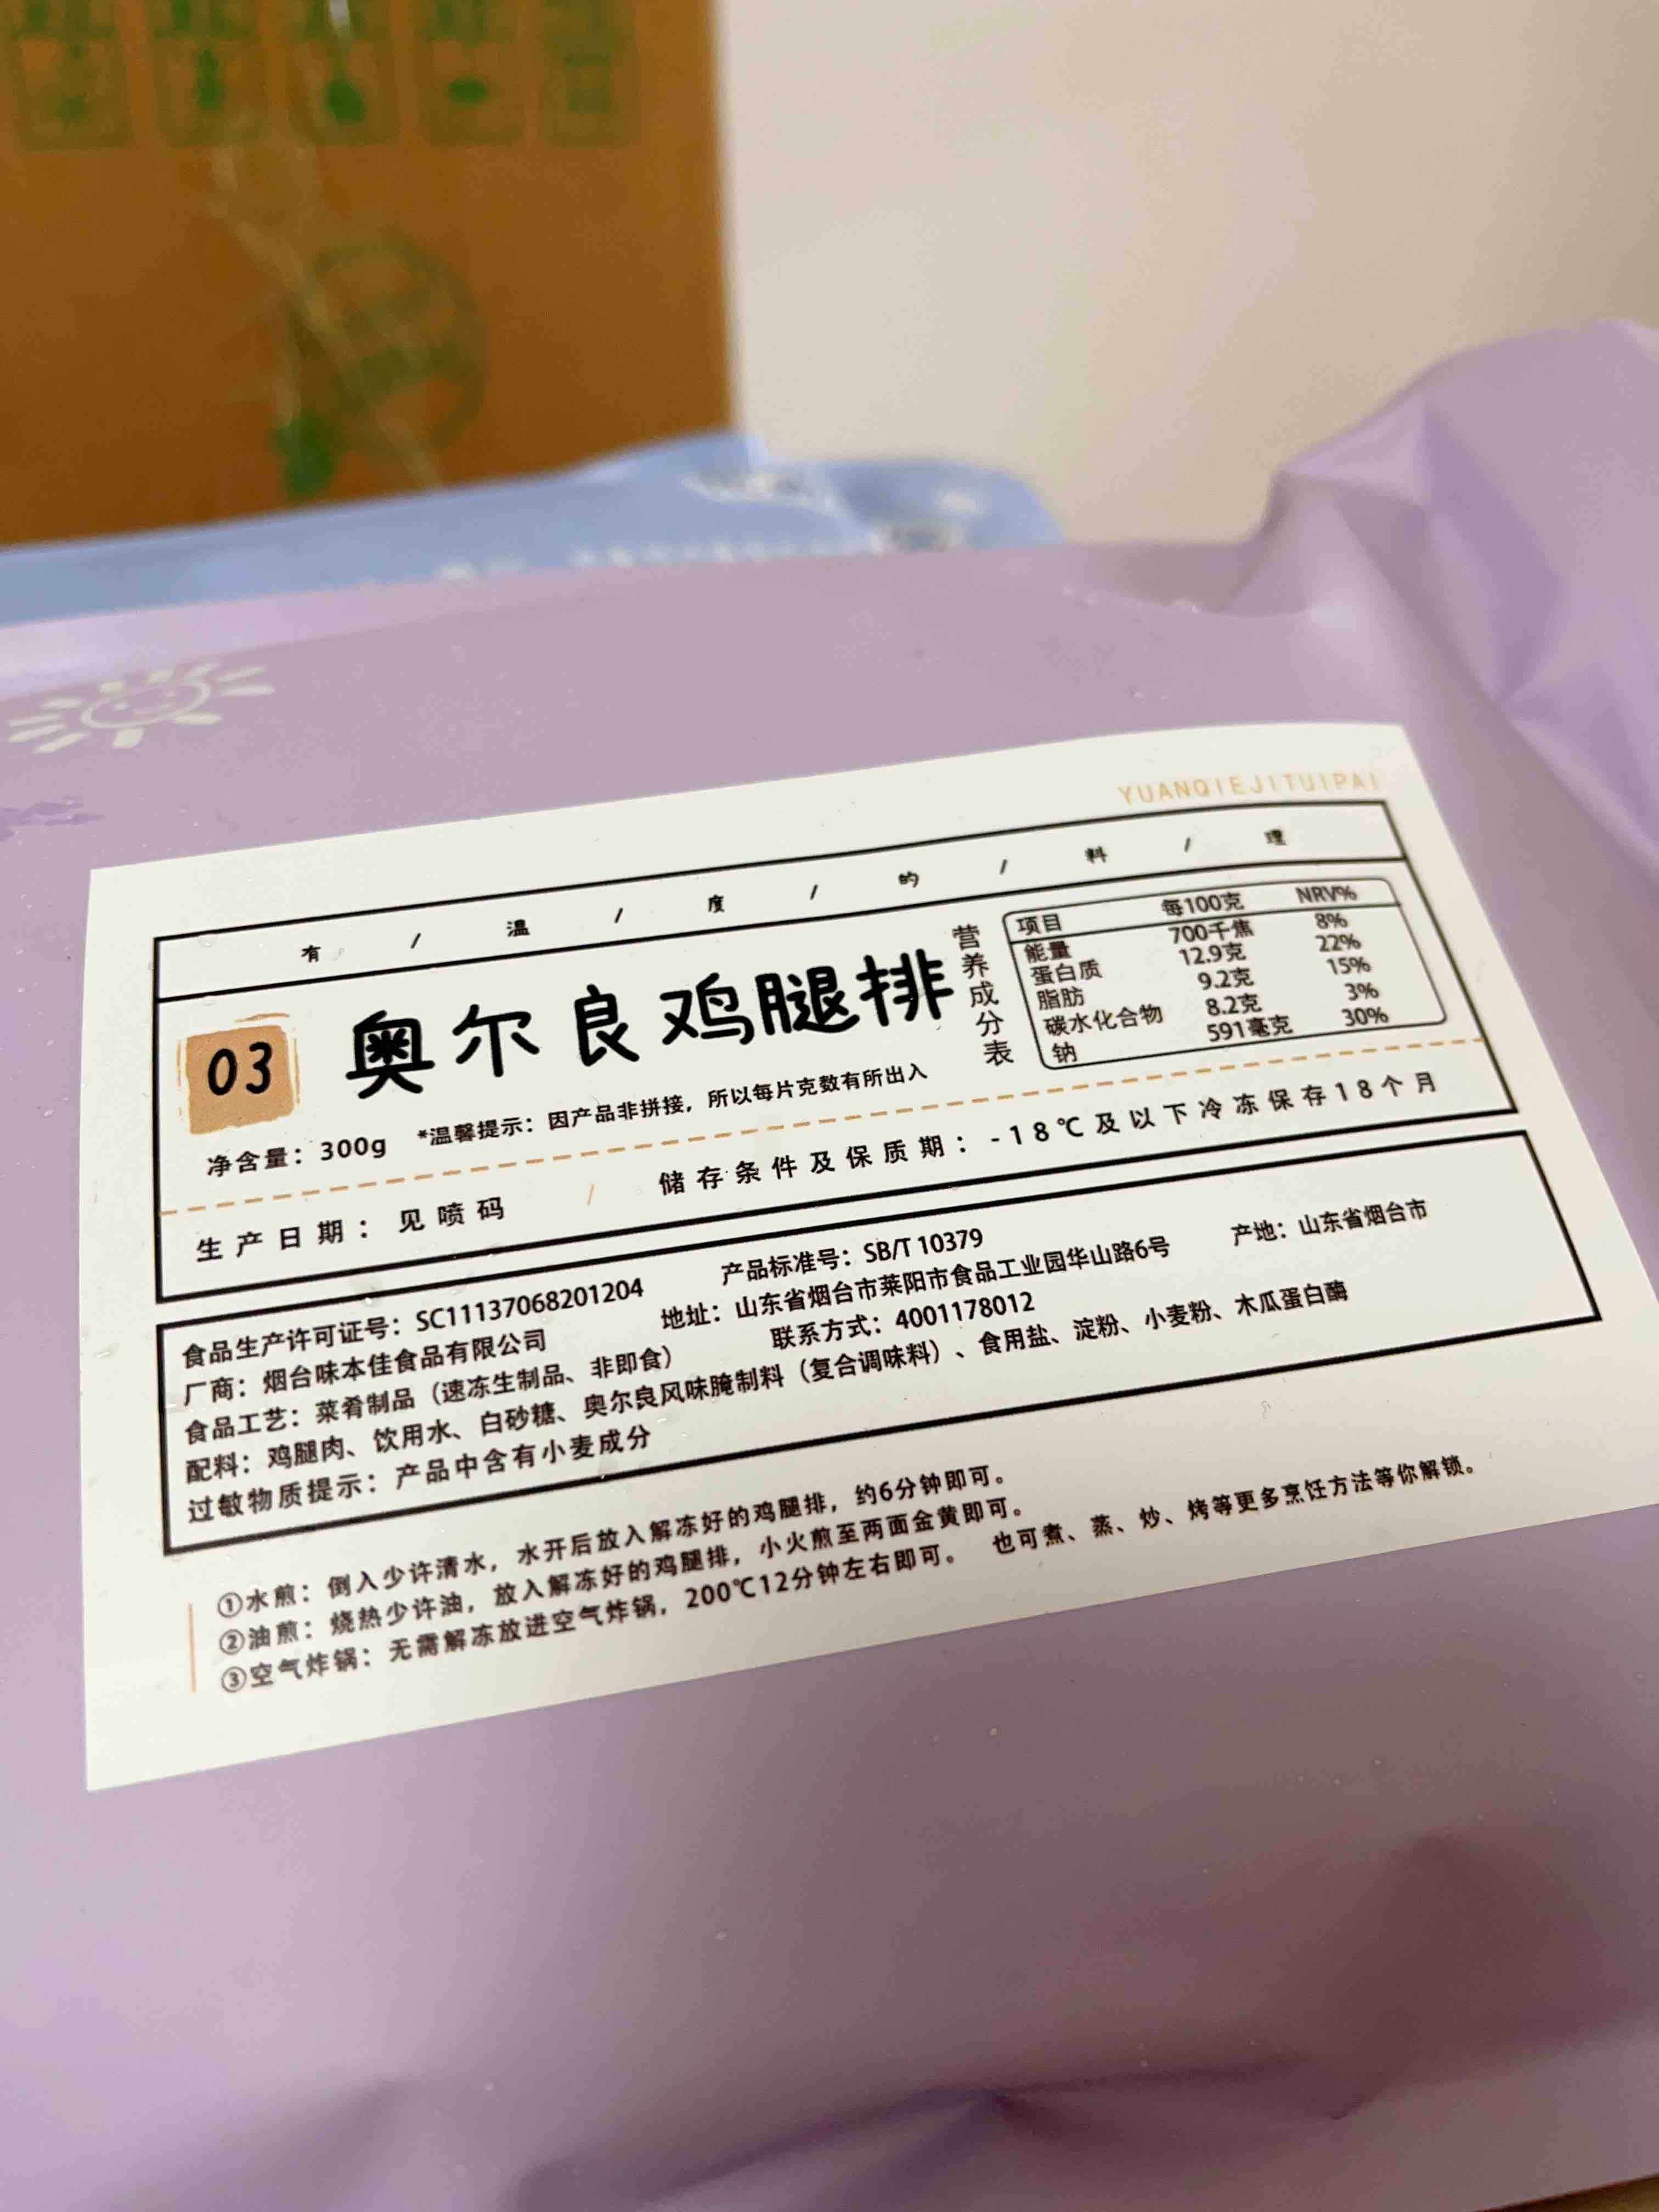 YUANQIEJITUIPAI
有 / 温 / 度 / 的 / 料 / 理
03 奥尔良鸡腿排
净含量：300g *温馨提示：因产品非拼接，所以每片克数有所出入
营养成分表
项目 每100克 NRV%
能量 700千焦 8%
蛋白质 12.9克 22%
脂肪 9.2克 15%
碳水化合物 8.2克 3%
钠 591毫克 30%
生产日期：见喷码 / 储存条件及保质期：-18℃及以下冷冻保存18个月
食品生产许可证号：SC11137068201204 产品标准号：SB/T 10379 产地：山东省烟台市
厂商：烟台味本佳食品有限公司 地址：山东省烟台市莱阳市食品工业园华山路6号
食品工艺：菜肴制品（速冻生制品、非即食） 联系方式：4001178012
配料：鸡腿肉、饮用水、白砂糖、奥尔良风味腌制料（复合调味料）、食用盐、淀粉、小麦粉、木瓜蛋白酶
过敏物质提示：产品中含有小麦成分
①水煎：倒入少许清水，水开后放入解冻好的鸡腿排，约6分钟即可。
②油煎：烧热少许油，放入解冻好的鸡腿排，小火煎至两面金黄即可。
③空气炸锅：无需解冻放进空气炸锅，200℃12分钟左右即可。 也可煮、蒸、炒、烤等更多烹饪方法等你解锁。